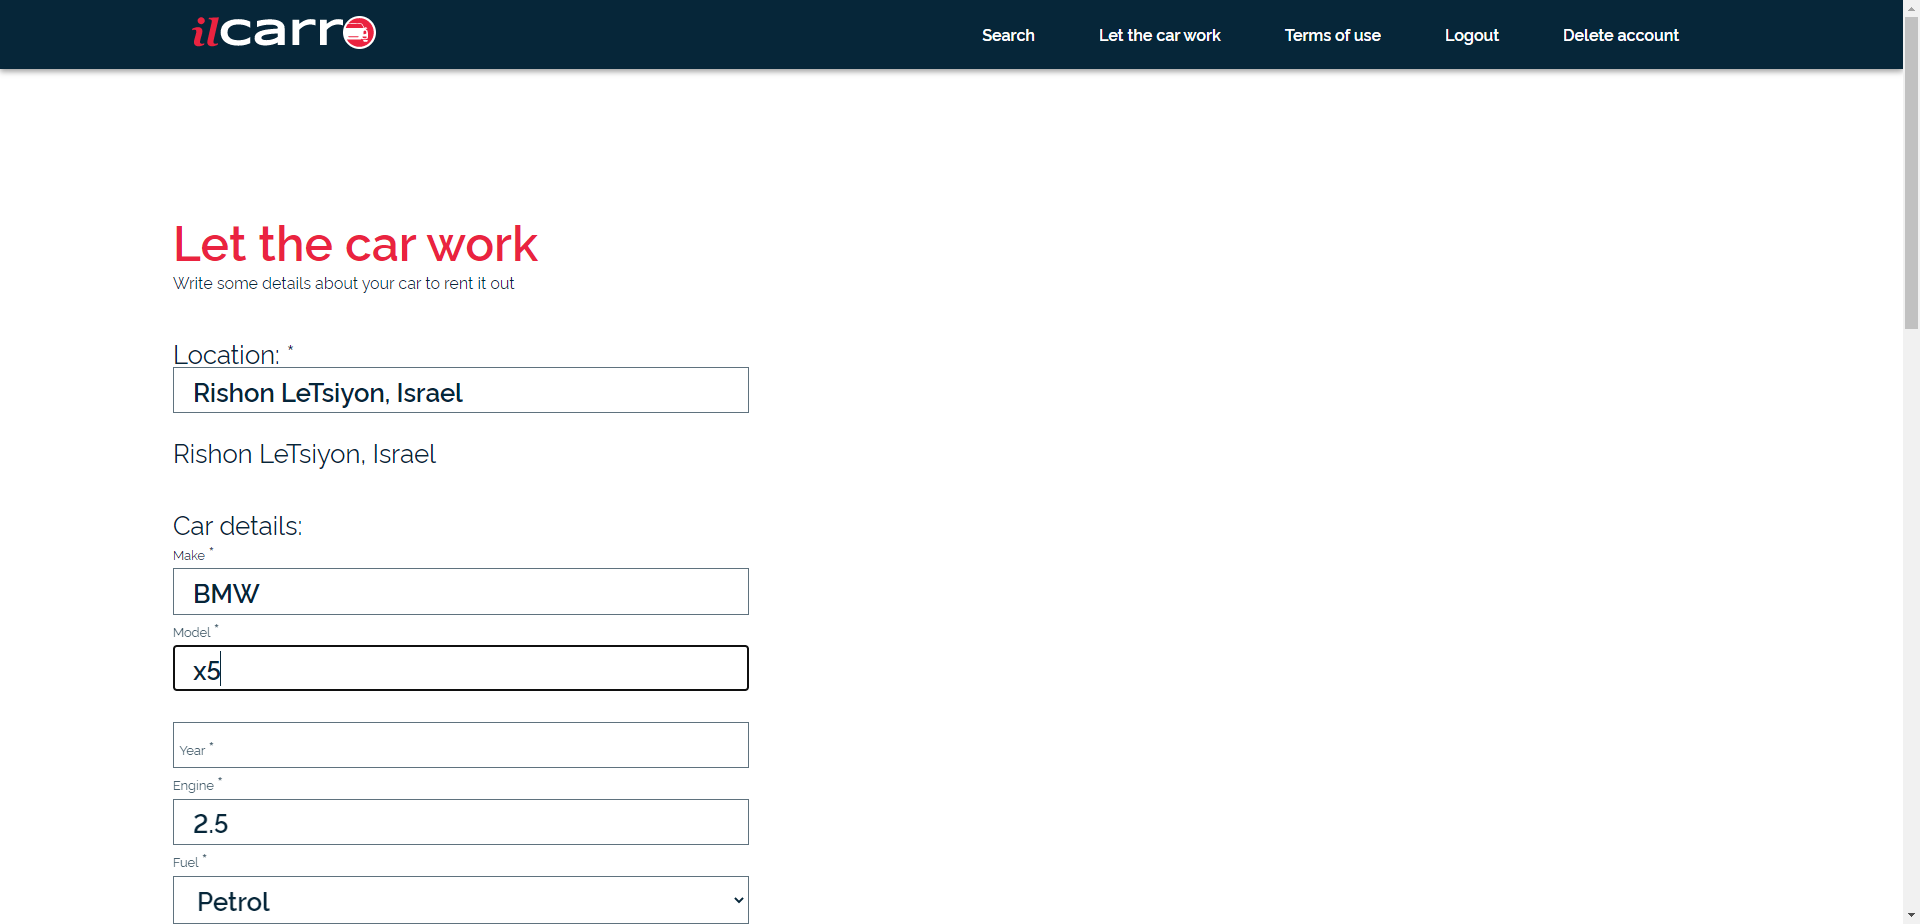 ilcarro
Search Let the car work Terms of use Logout Delete account
Let the car work
Write some details about your car to rent it out
Location: *
Rishon LeTsiyon, Israel
Rishon LeTsiyon, Israel
Car details:
Make *
BMW
Model *
x5
Year *
Engine *
2.5
Fuel *
Petrol